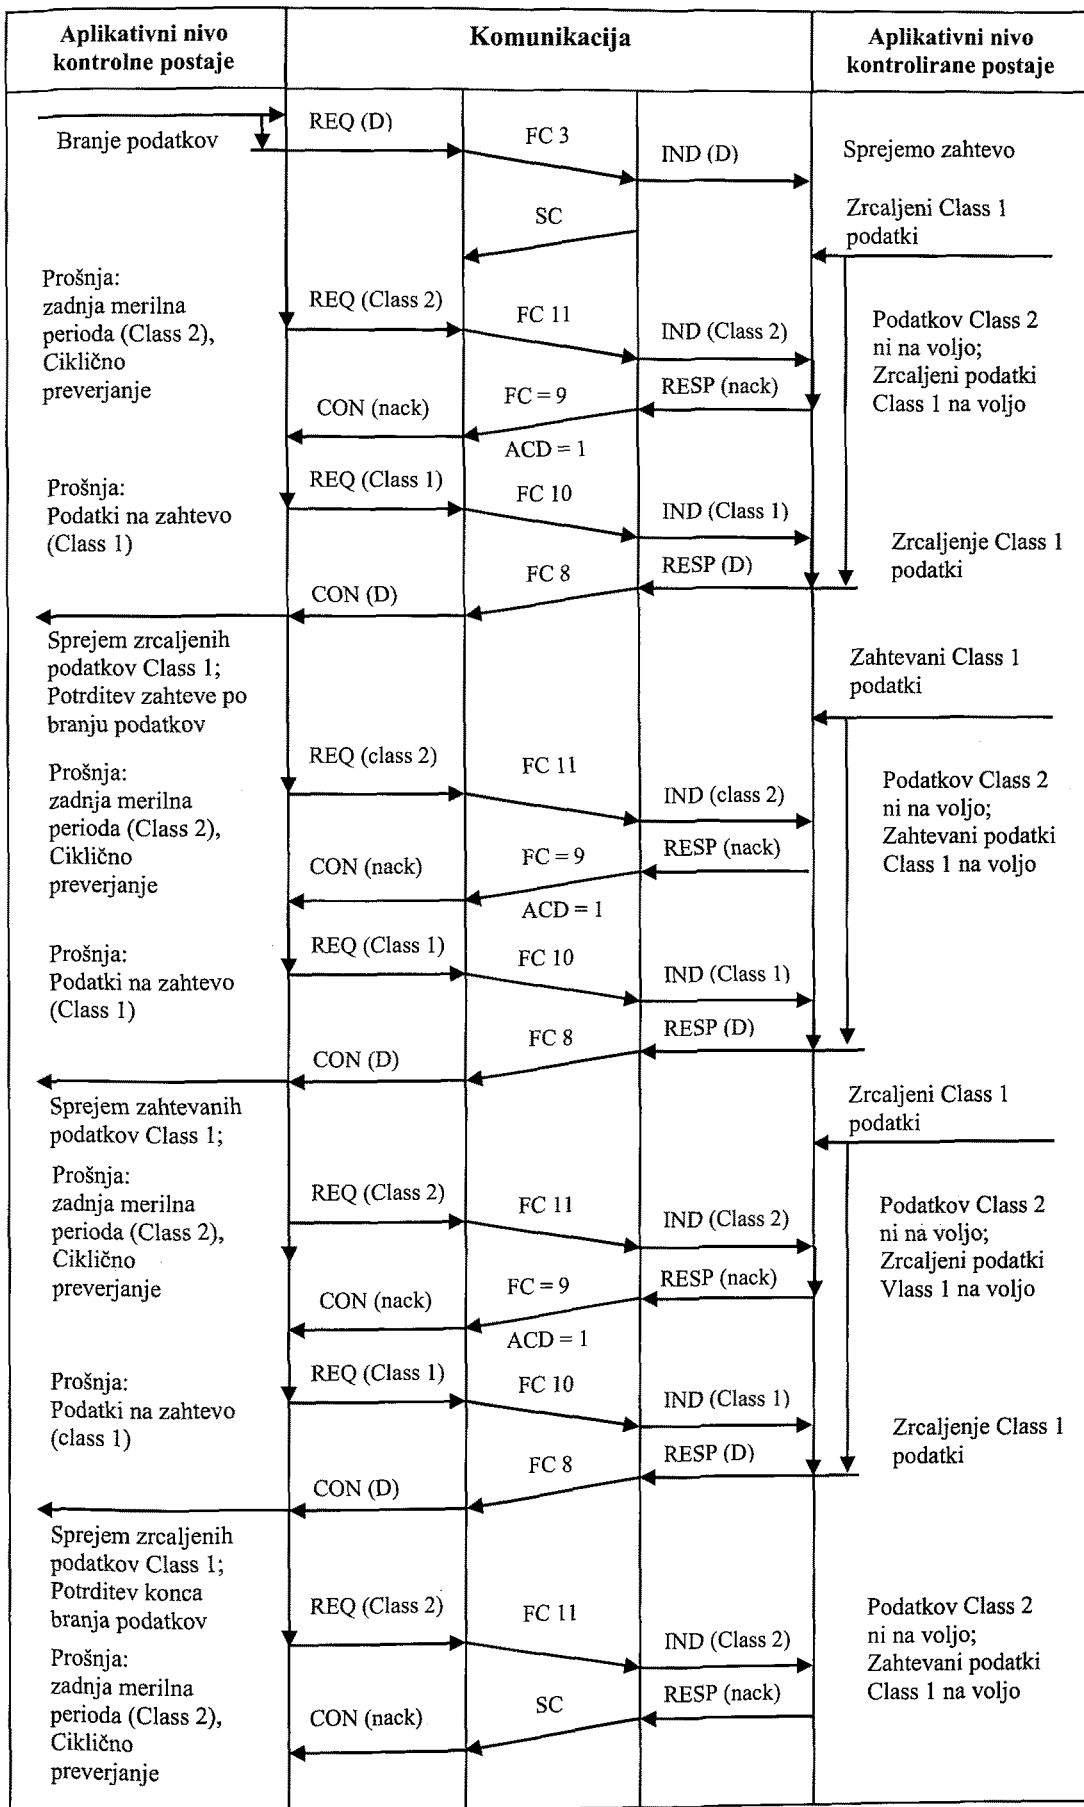 Aplikativni nivo
kontrolne postaje
Komunikacija
Aplikativni nivo
kontrolirane postaje
Branje podatkov
REQ (D)
FC 3
IND (D)
Sprejemo zahtevo
SC
Zrcaljeni Class 1
podatki
Prošnja:
zadnja merilna
perioda (Class 2),
Ciklično
preverjanje
REQ (Class 2)
FC 11
IND (Class 2)
Podatkov Class 2
ni na voljo;
Zrcaljeni podatki
Class 1 na voljo
CON (nack)
FC = 9
RESP (nack)
ACD = 1
Prošnja:
Podatki na zahtevo
(Class 1)
REQ (Class 1)
FC 10
IND (Class 1)
Zrcaljenje Class 1
podatki
CON (D)
FC 8
RESP (D)
Sprejem zrcaljenih
podatkov Class 1;
Potrditev zahteve po
branju podatkov
Zahtevani Class 1
podatki
Prošnja:
zadnja merilna
perioda (Class 2),
Ciklično
preverjanje
REQ (class 2)
FC 11
IND (class 2)
Podatkov Class 2
ni na voljo;
Zahtevani podatki
Class 1 na voljo
CON (nack)
FC = 9
RESP (nack)
ACD = 1
Prošnja:
Podatki na zahtevo
(Class 1)
REQ (Class 1)
FC 10
IND (Class 1)
CON (D)
FC 8
RESP (D)
Sprejem zahtevanih
podatkov Class 1;
Zrcaljeni Class 1
podatki
Prošnja:
zadnja merilna
perioda (Class 2),
Ciklično
preverjanje
REQ (Class 2)
FC 11
IND (Class 2)
Podatkov Class 2
ni na voljo;
Zrcaljeni podatki
Vlass 1 na voljo
CON (nack)
FC = 9
RESP (nack)
ACD = 1
Prošnja:
Podatki na zahtevo
(class 1)
REQ (Class 1)
FC 10
IND (Class 1)
Zrcaljenje Class 1
podatki
CON (D)
FC 8
RESP (D)
Sprejem zrcaljenih
podatkov Class 1;
Potrditev konca
branja podatkov
REQ (Class 2)
FC 11
IND (Class 2)
Podatkov Class 2
ni na voljo;
Zahtevani podatki
Class 1 na voljo
Prošnja:
zadnja merilna
perioda (Class 2),
Ciklično
preverjanje
CON (nack)
SC
RESP (nack)